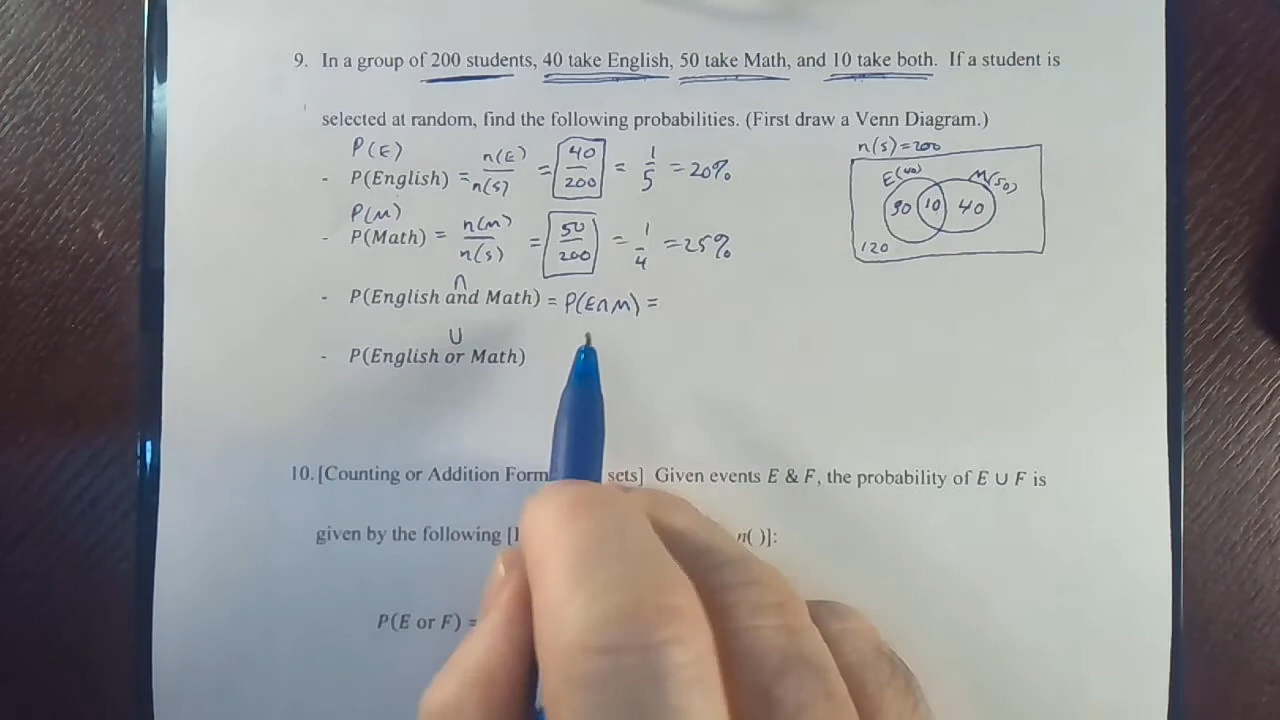 9. In a group of 200 students, 40 take English, 50 take Math, and 10 take both. If a student is
selected at random, find the following probabilities. (First draw a Venn Diagram.)
P(E)
- P(English) = n(E)/n(S) = 40/200 = 1/5 = 20%
P(M)
- P(Math) = n(M)/n(S) = 50/200 = 1/4 = 25%
∩
- P(English and Math) = P(E∩M) =
∪
- P(English or Math)
n(S)=200
E(40) M(50)
30 10 40
120
10. [Counting or Addition Form sets] Given events E & F, the probability of E ∪ F is
given by the following [ n( )]:
P(E or F) =